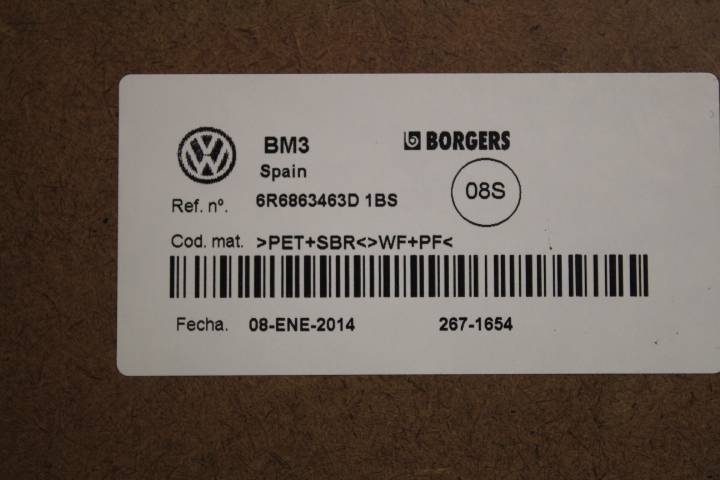 BM3 BORGERS
Spain
Ref. nº. 6R6863463D 1BS 08S
Cod. mat. >PET+SBR<>WF+PF<
Fecha. 08-ENE-2014 267-1654